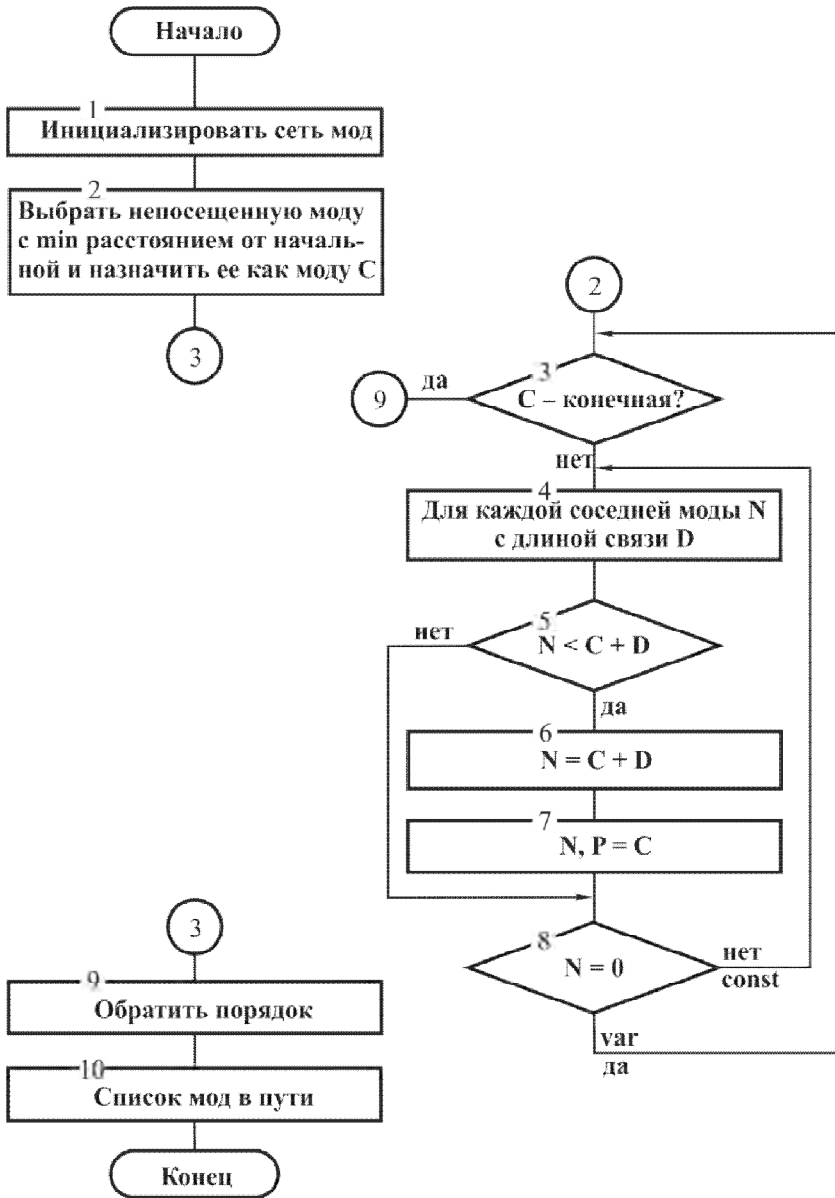 Начало
1
Инициализировать сеть мод
2
Выбрать непосещенную моду
с min расстоянием от началь-
ной и назначить ее как моду С
3
2
3
С – конечная?
да
9
нет
4
Для каждой соседней моды N
с длиной связи D
5
N < C + D
нет
да
6
N = C + D
7
N, P = C
8
N = 0
нет
const
var
да
3
9
Обратить порядок
10
Список мод в пути
Конец